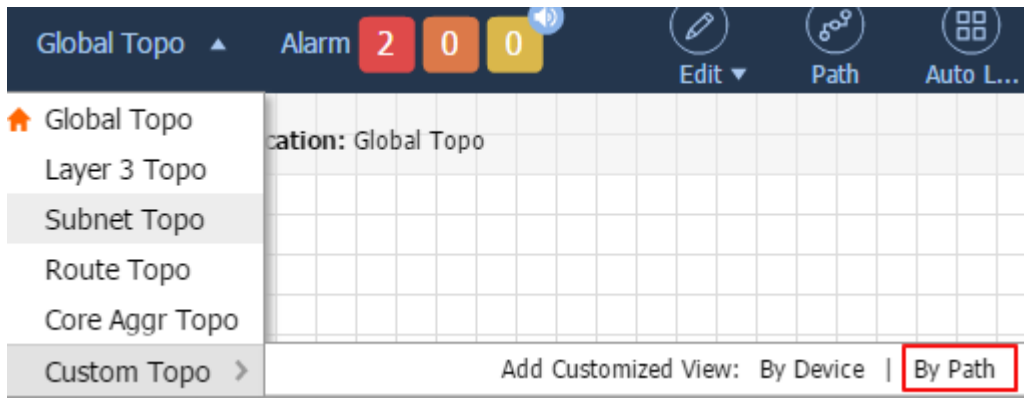 Global Topo ▲ Alarm 2 0 0
Edit ▼ Path Auto L...
Global Topo
cation: Global Topo
Layer 3 Topo
Subnet Topo
Route Topo
Core Aggr Topo
Custom Topo > Add Customized View: By Device | By Path